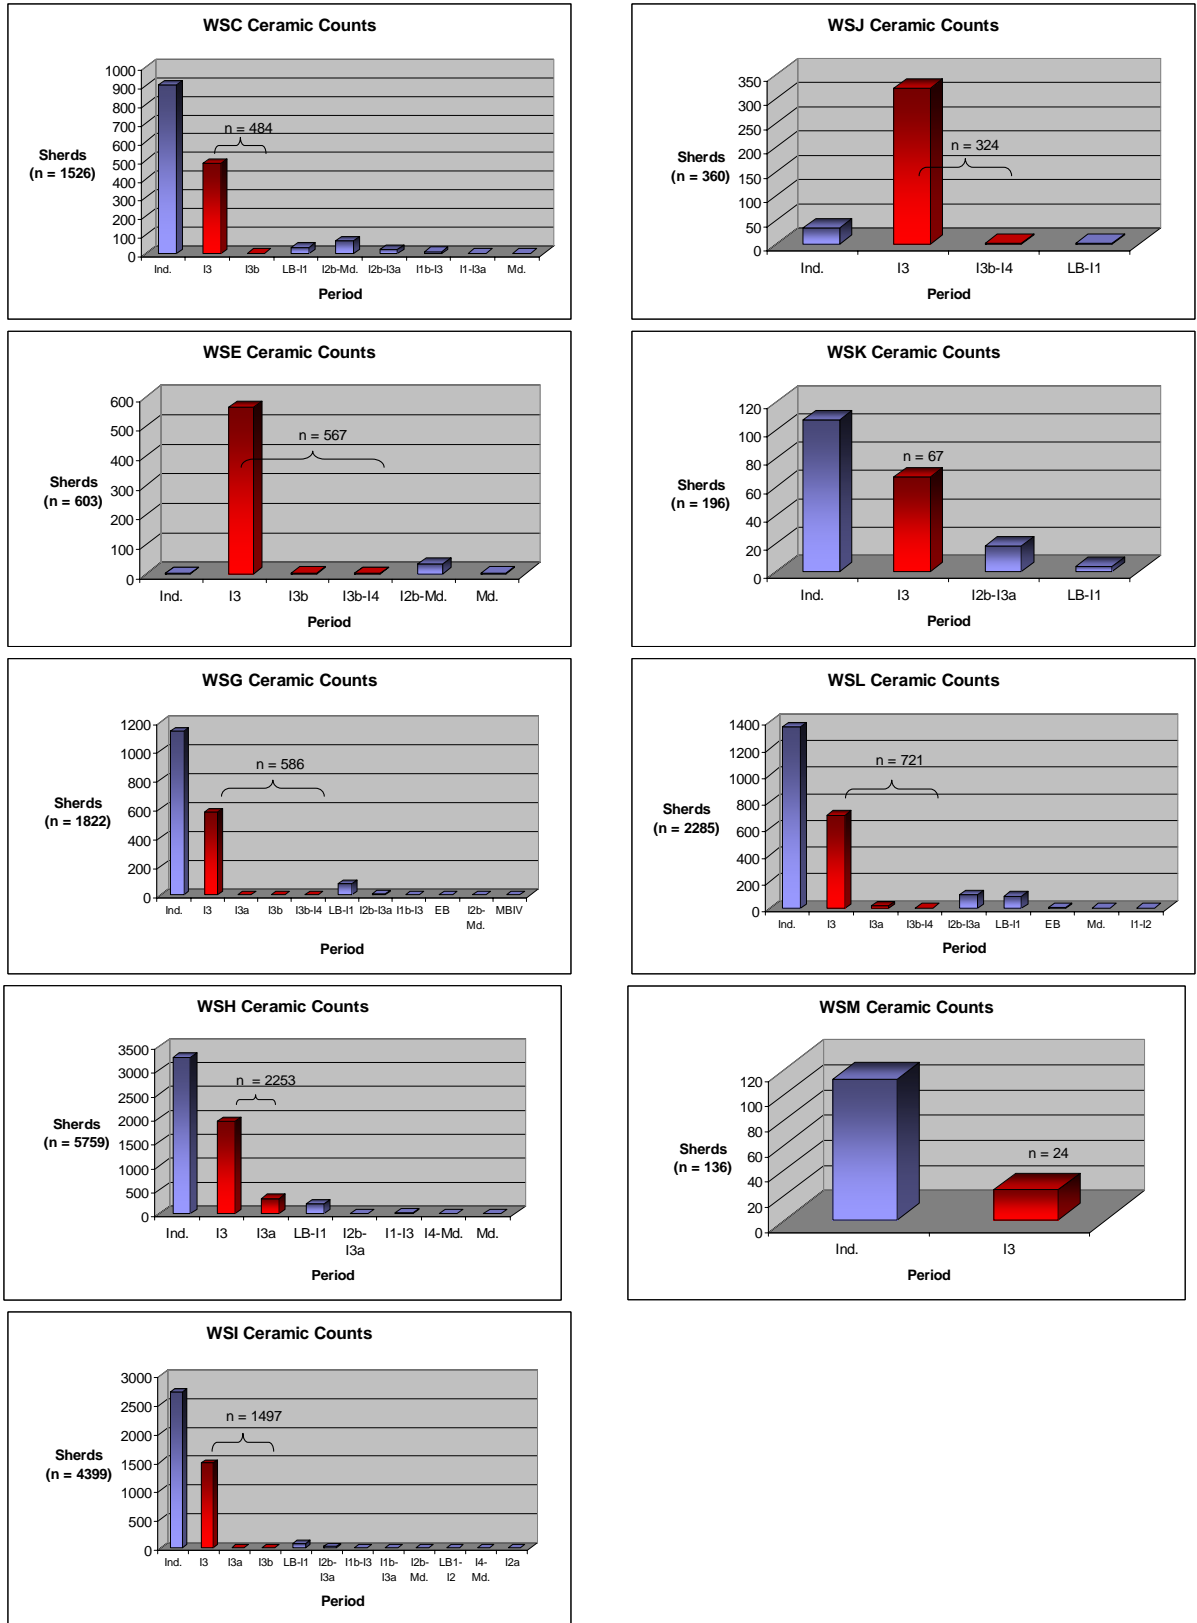 WSC Ceramic Counts
1000
900
800
700
600
500
400
300
200
100
0
n = 484
Sherds
(n = 1526)
Ind. I3 I3b LB-I1 I2b-Md. I2b-I3a I1b-I3 I1-I3a Md.
Period
WSJ Ceramic Counts
350
300
250
200
150
100
50
0
n = 324
Sherds
(n = 360)
Ind. I3 I3b-I4 LB-I1
Period
WSE Ceramic Counts
600
500
400
300
200
100
0
n = 567
Sherds
(n = 603)
Ind. I3 I3b I3b-I4 I2b-Md. Md.
Period
WSK Ceramic Counts
120
100
80
60
40
20
0
n = 67
Sherds
(n = 196)
Ind. I3 I2b-I3a LB-I1
Period
WSG Ceramic Counts
1200
1000
800
600
400
200
0
n = 586
Sherds
(n = 1822)
Ind. I3 I3a I3b I3b-I4 LB-I1 I2b-I3a I1b-I3 EB I2b- MBIV
Md.
Period
WSL Ceramic Counts
1400
1200
1000
800
600
400
200
0
n = 721
Sherds
(n = 2285)
Ind. I3 I3a I3b-I4 I2b-I3a LB-I1 EB Md. I1-I2
Period
WSH Ceramic Counts
3500
3000
2500
2000
1500
1000
500
0
n = 2253
Sherds
(n = 5759)
Ind. I3 I3a LB-I1 I2b- I1-I3 I4-Md. Md.
I3a
Period
WSM Ceramic Counts
120
100
80
60
40
20
0
n = 24
Sherds
(n = 136)
Ind. I3
Period
WSI Ceramic Counts
3000
2500
2000
1500
1000
500
0
n = 1497
Sherds
(n = 4399)
Ind. I3 I3a I3b LB-I1 I2b- I1b-I3 I1b- I2b- LB1- I4- I2a
I3a I3a Md. I2 Md.
Period